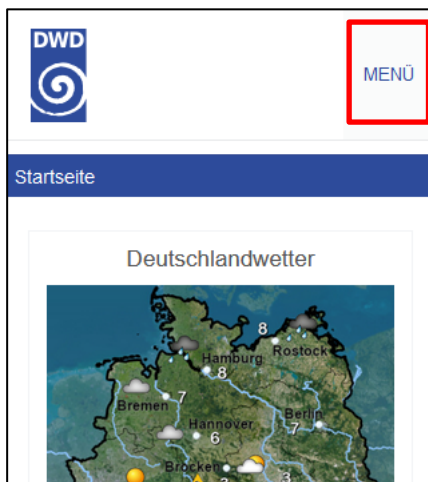 DWD
MENÜ
Startseite
Deutschlandwetter
8
Rostock
Hamburg
8
Bremen
7
Berlin
7
Hannover
6
Brocken
3